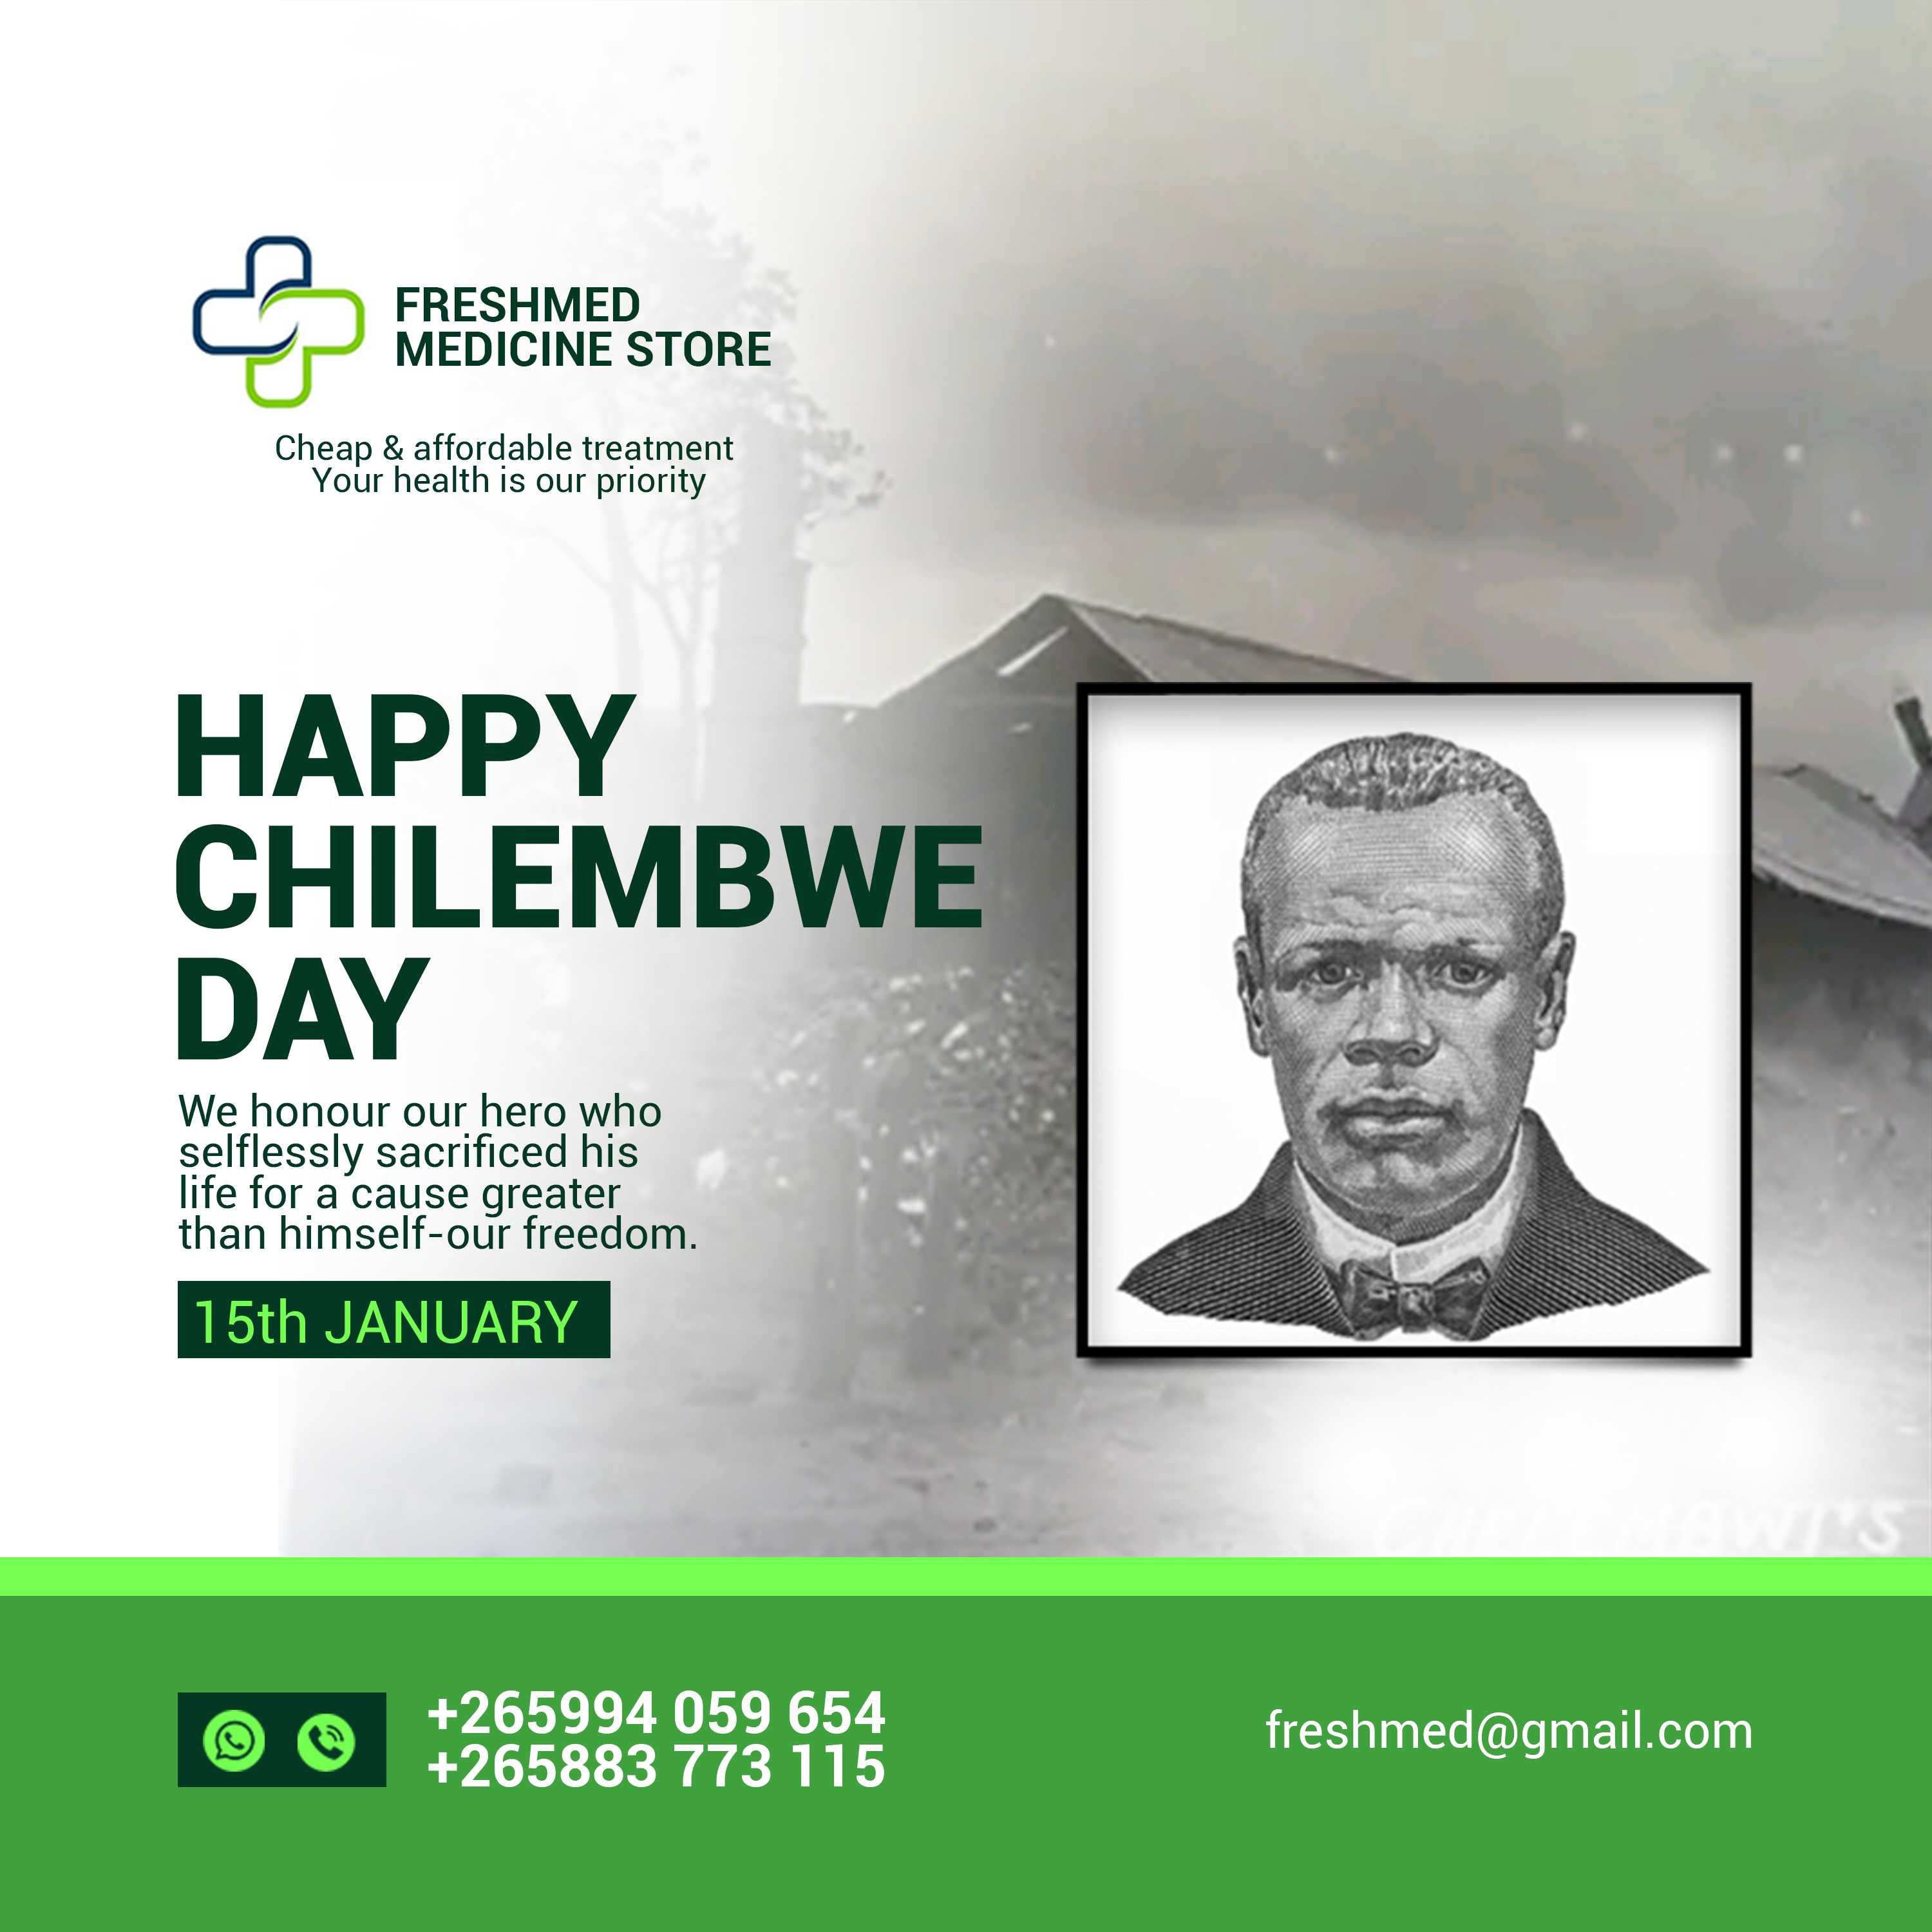 FRESHMED
MEDICINE STORE
Cheap & affordable treatment
Your health is our priority
HAPPY
CHILEMBWE
DAY
We honour our hero who
selflessly sacrificed his
life for a cause greater
than himself-our freedom.
15th JANUARY
CHELEMBWI'S
+265994 059 654
+265883 773 115
freshmed@gmail.com